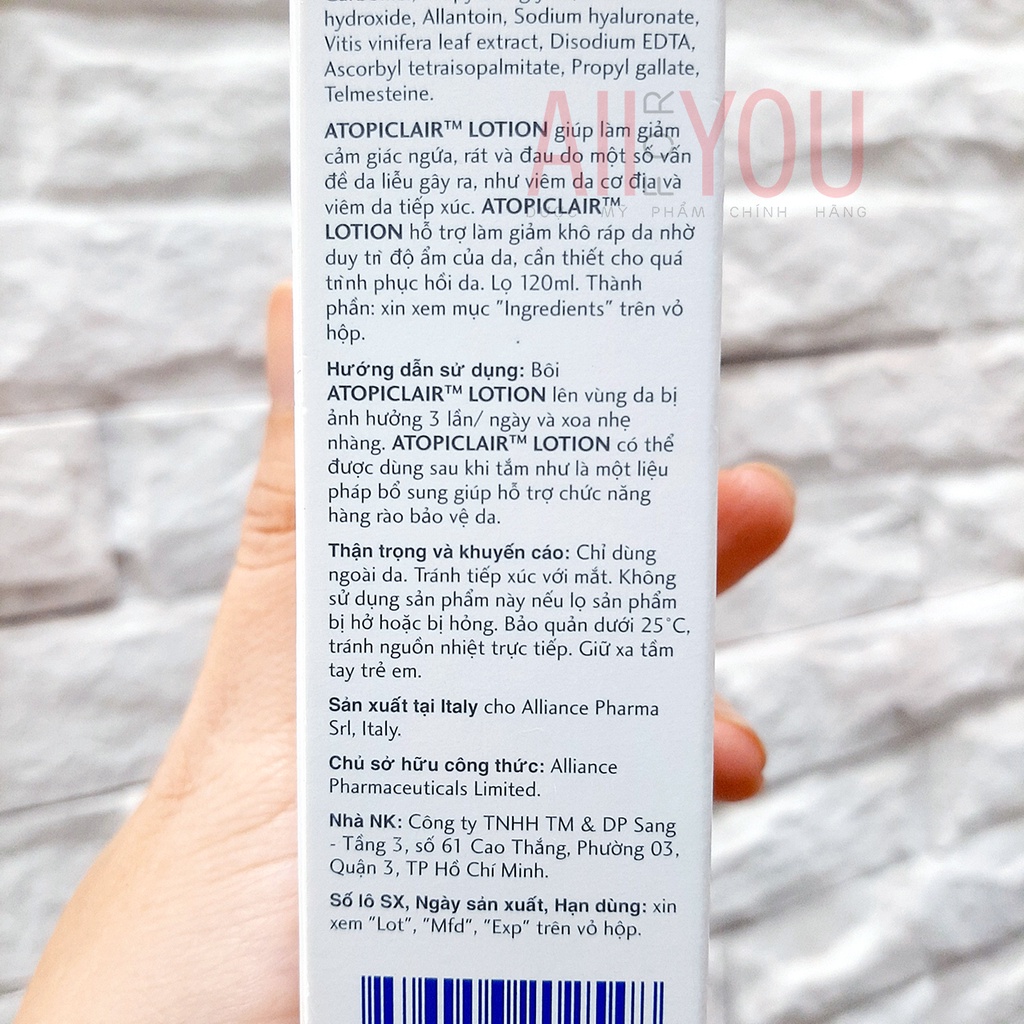 hydroxide, Allantoin, Sodium hyaluronate,
Vitis vinifera leaf extract, Disodium EDTA,
Ascorbyl tetraisopalmitate, Propyl gallate,
Telmesteine.
ATOPICLAIR™ LOTION giúp làm giảm
cảm giác ngứa, rát và đau do một số vấn
đề da liễu gây ra, như viêm da cơ địa và
viêm da tiếp xúc. ATOPICLAIR™
LOTION hỗ trợ làm giảm khô ráp da nhờ
duy trì độ ẩm của da, cần thiết cho quá
trình phục hồi da. Lọ 120ml. Thành
phần: xin xem mục "Ingredients" trên vỏ
hộp.
Hướng dẫn sử dụng: Bôi
ATOPICLAIR™ LOTION lên vùng da bị
ảnh hưởng 3 lần/ ngày và xoa nhẹ
nhàng. ATOPICLAIR™ LOTION có thể
được dùng sau khi tắm như là một liệu
pháp bổ sung giúp hỗ trợ chức năng
hàng rào bảo vệ da.
Thận trọng và khuyến cáo: Chỉ dùng
ngoài da. Tránh tiếp xúc với mắt. Không
sử dụng sản phẩm này nếu lọ sản phẩm
bị hở hoặc bị hỏng. Bảo quản dưới 25°C,
tránh nguồn nhiệt trực tiếp. Giữ xa tầm
tay trẻ em.
Sản xuất tại Italy cho Alliance Pharma
Srl, Italy.
Chủ sở hữu công thức: Alliance
Pharmaceuticals Limited.
Nhà NK: Công ty TNHH TM & DP Sang
- Tầng 3, số 61 Cao Thắng, Phường 03,
Quận 3, TP Hồ Chí Minh.
Số lô SX, Ngày sản xuất, Hạn dùng: xin
xem "Lot", "Mfd", "Exp" trên vỏ hộp.
All FOR YOU
DƯỢC MỸ PHẨM CHÍNH HÃNG